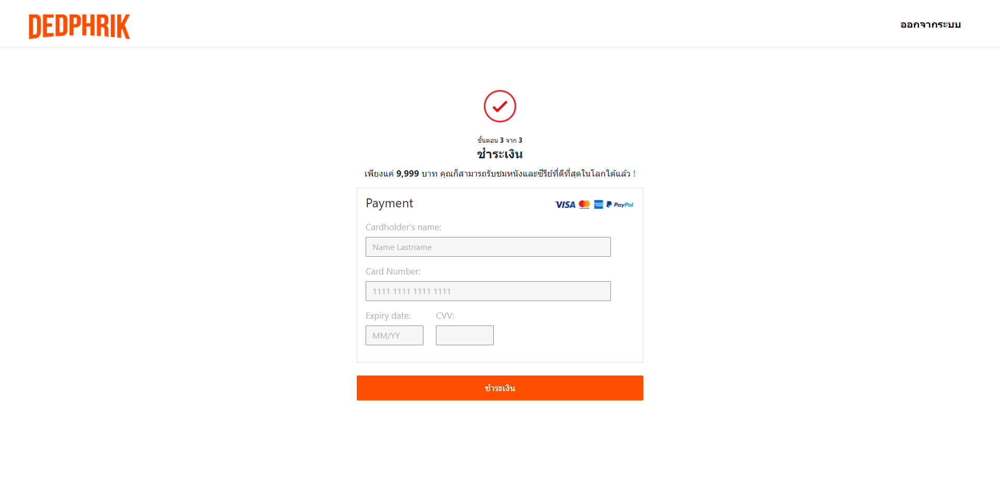 DEDPHRIK
ออกจากระบบ
ขั้นตอน 3 จาก 3
ชำระเงิน
เพียงแค่ 9,999 บาท คุณก็สามารถรับชมหนังและซีรีย์ที่ดีที่สุดในโลกได้แล้ว !
Payment
VISA PayPal
Cardholder's name:
Name Lastname
Card Number:
1111 1111 1111 1111
Expiry date: CVV:
MM/YY
ชำระเงิน